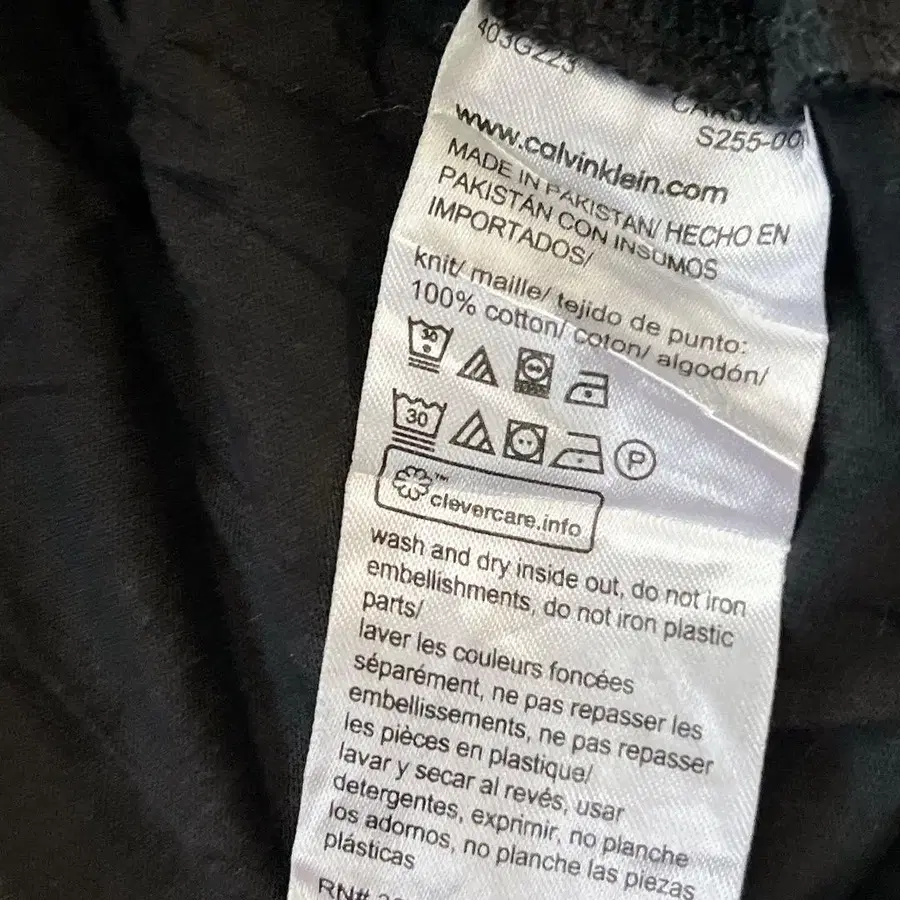 403G223
S255-00
www.calvinklein.com
MADE IN PAKISTAN/ HECHO EN
PAKISTÁN CON INSUMOS
IMPORTADOS/
knit/ maille/ tejido de punto:
100% cotton/ coton/ algodón/
30
30
P
™ clevercare.info
wash and dry inside out, do not iron
embellishments, do not iron plastic
parts/
laver les couleurs foncées
séparément, ne pas repasser les
embellissements, ne pas repasser
les pièces en plastique/
lavar y secar al revés, usar
detergentes, exprimir, no planche
los adornos, no planche las piezas
plásticas
RN#